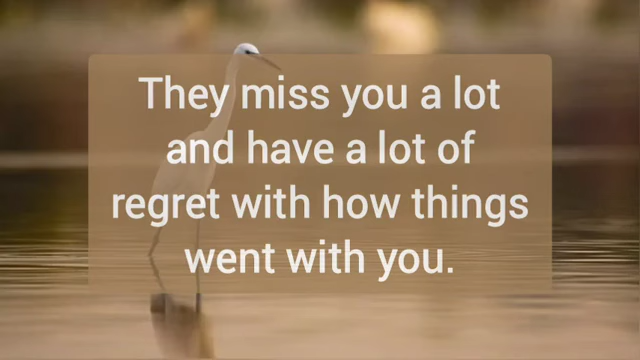 They miss you a lot
and have a lot of
regret with how things
went with you.